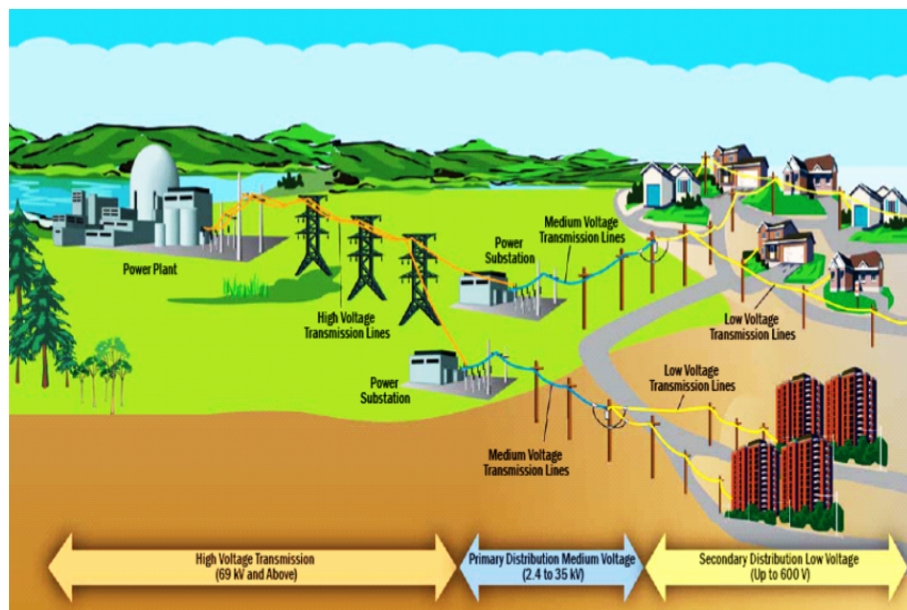 Power Plant
High Voltage
Transmission Lines
Power
Substation
Medium Voltage
Transmission Lines
Low Voltage
Transmission Lines
Power
Substation
Low Voltage
Transmission Lines
Medium Voltage
Transmission Lines
High Voltage Transmission
(69 kV and Above)
Primary Distribution Medium Voltage
(2.4 to 35 kV)
Secondary Distribution Low Voltage
(Up to 600 V)